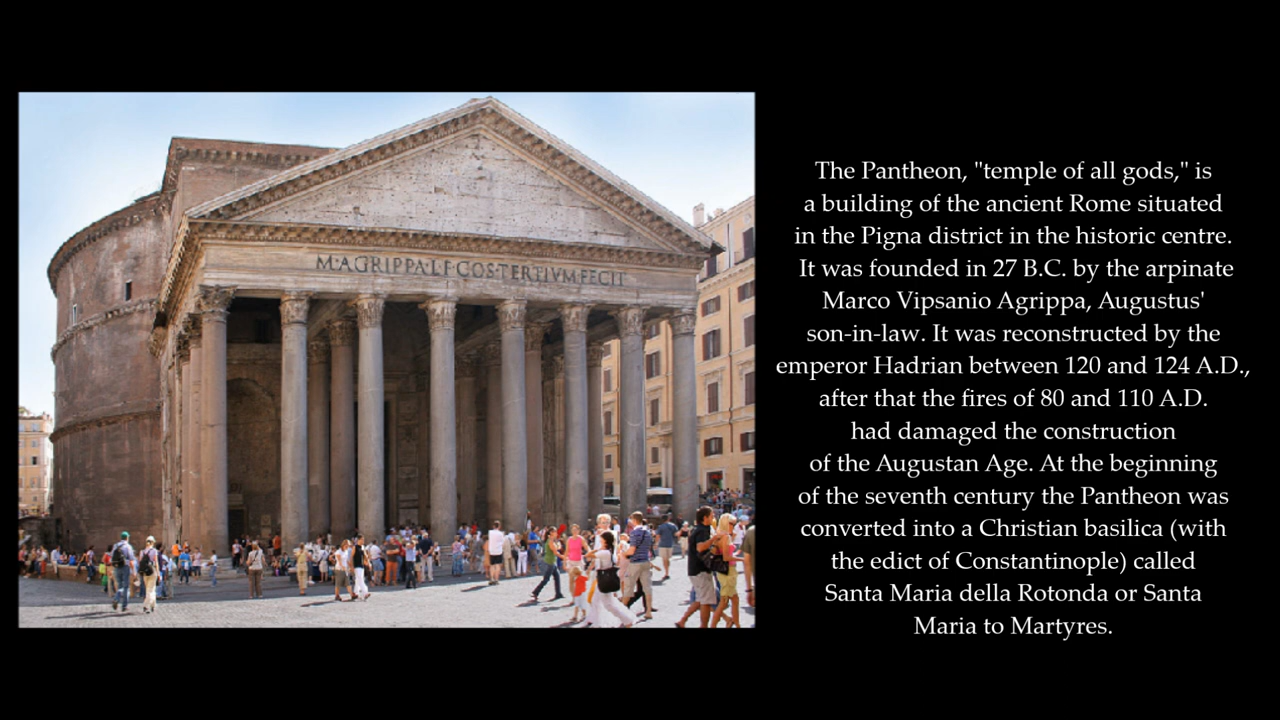 M·AGRIPPA·L·F·COS·TERTIVM·FECIT
The Pantheon, "temple of all gods," is
a building of the ancient Rome situated
in the Pigna district in the historic centre.
It was founded in 27 B.C. by the arpinate
Marco Vipsanio Agrippa, Augustus'
son-in-law. It was reconstructed by the
emperor Hadrian between 120 and 124 A.D.,
after that the fires of 80 and 110 A.D.
had damaged the construction
of the Augustan Age. At the beginning
of the seventh century the Pantheon was
converted into a Christian basilica (with
the edict of Constantinople) called
Santa Maria della Rotonda or Santa
Maria to Martyres.